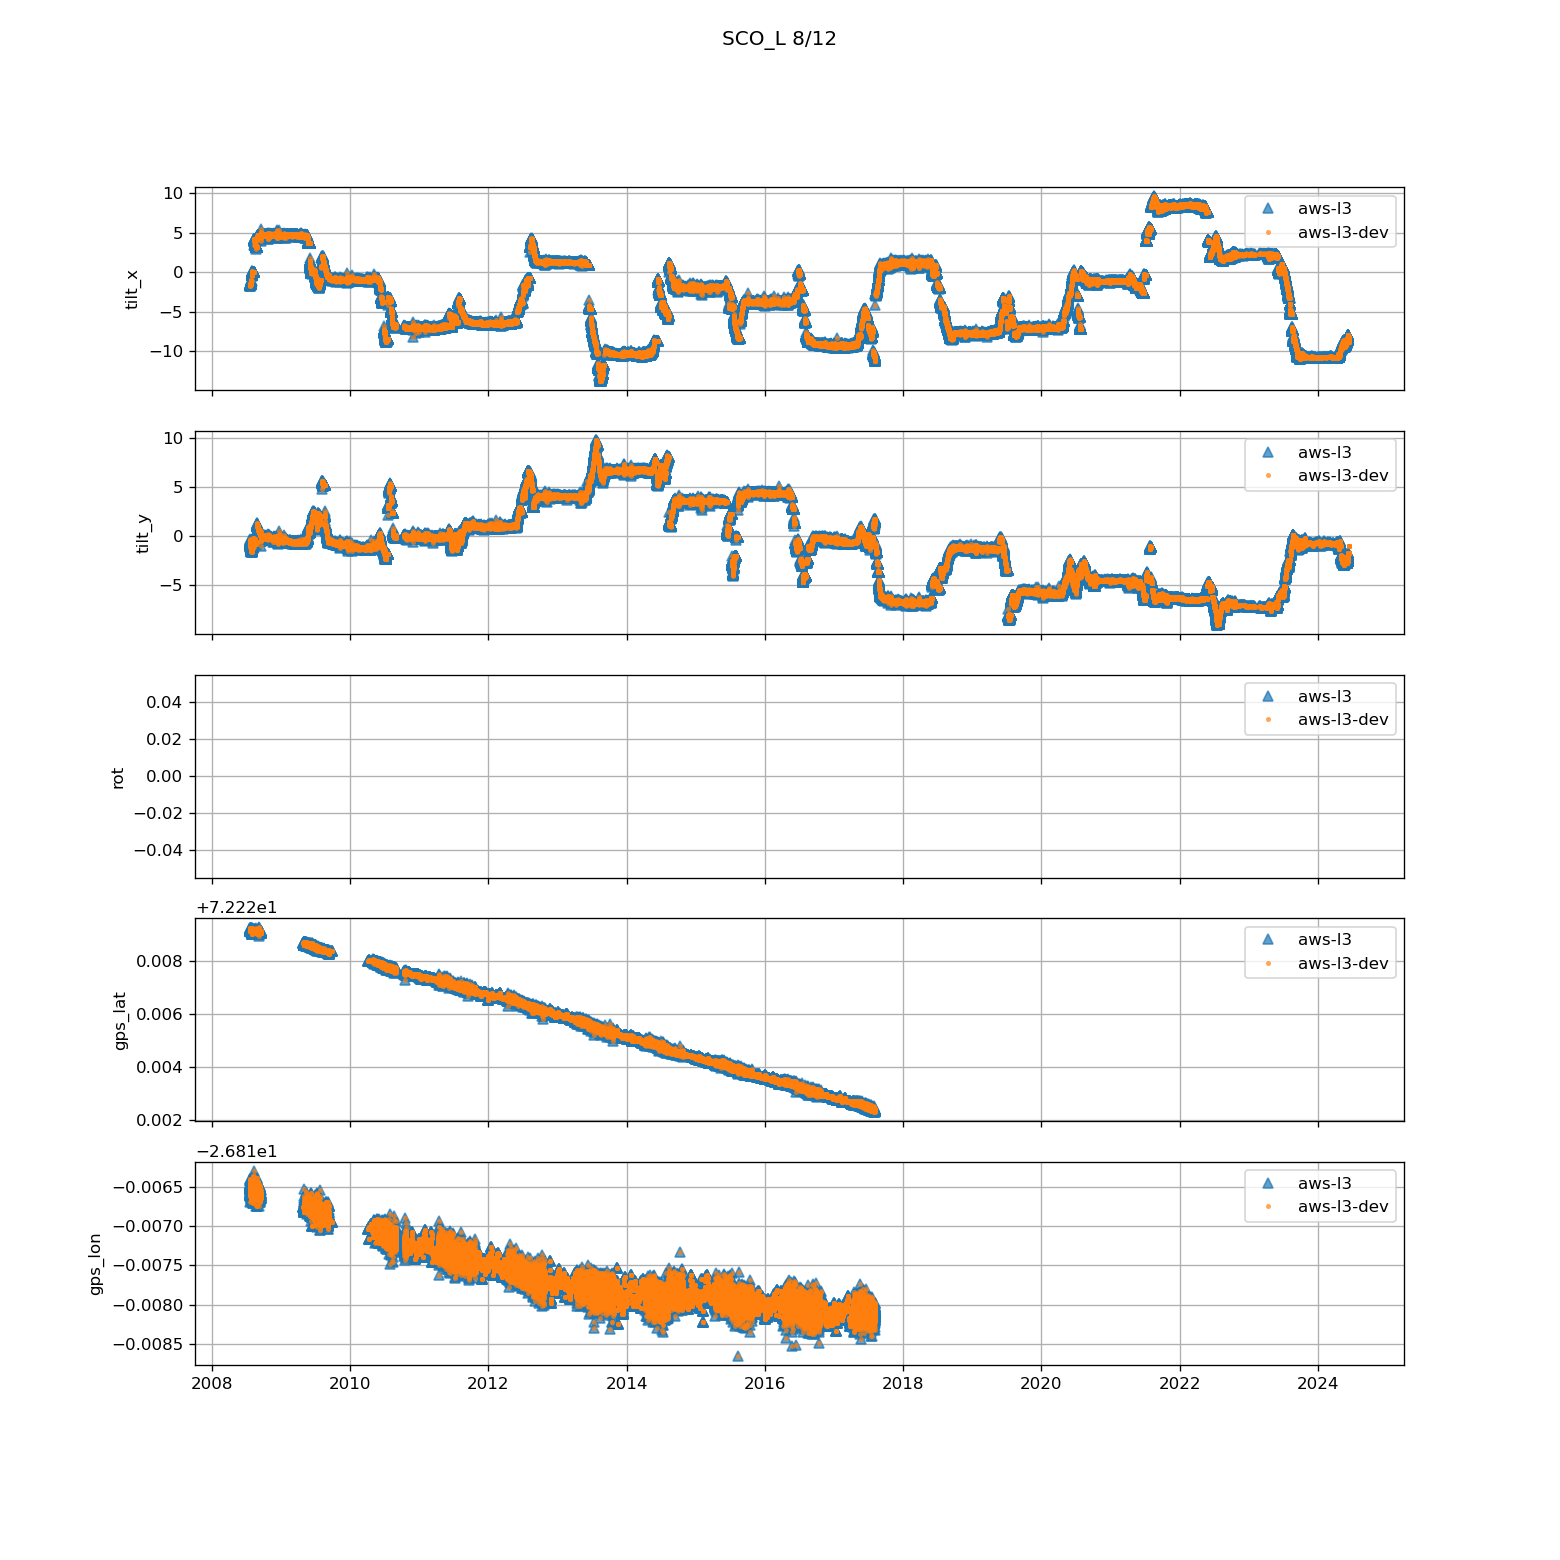 SCO_L 8/12
10
5
0
−5
−10
tilt_x
aws-l3
aws-l3-dev
10
5
0
−5
tilt_y
aws-l3
aws-l3-dev
0.04
0.02
0.00
−0.02
−0.04
rot
aws-l3
aws-l3-dev
+7.222e1
0.008
0.006
0.004
0.002
gps_lat
aws-l3
aws-l3-dev
−2.681e1
−0.0065
−0.0070
−0.0075
−0.0080
−0.0085
gps_lon
aws-l3
aws-l3-dev
2008 2010 2012 2014 2016 2018 2020 2022 2024